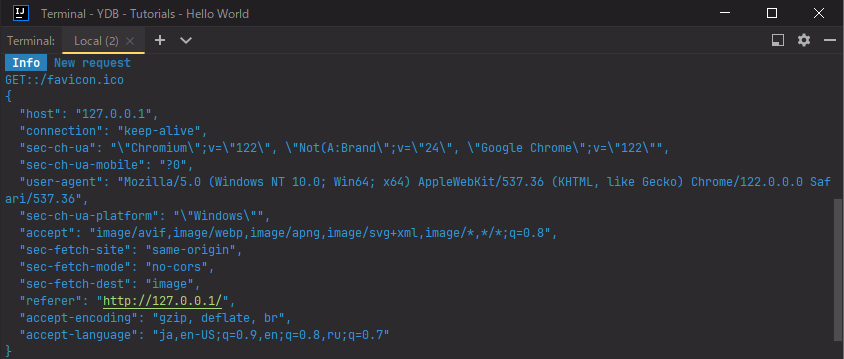 IJ Terminal - YDB - Tutorials - Hello World
Terminal: Local (2)
Info New request
GET::/favicon.ico
{
  "host": "127.0.0.1",
  "connection": "keep-alive",
  "sec-ch-ua": "\"Chromium\";v=\"122\", \"Not(A:Brand\";v=\"24\", \"Google Chrome\";v=\"122\"",
  "sec-ch-ua-mobile": "?0",
  "user-agent": "Mozilla/5.0 (Windows NT 10.0; Win64; x64) AppleWebKit/537.36 (KHTML, like Gecko) Chrome/122.0.0.0 Saf
ari/537.36",
  "sec-ch-ua-platform": "\"Windows\"",
  "accept": "image/avif,image/webp,image/apng,image/svg+xml,image/*,*/*;q=0.8",
  "sec-fetch-site": "same-origin",
  "sec-fetch-mode": "no-cors",
  "sec-fetch-dest": "image",
  "referer": "http://127.0.0.1/",
  "accept-encoding": "gzip, deflate, br",
  "accept-language": "ja,en-US;q=0.9,en;q=0.8,ru;q=0.7"
}